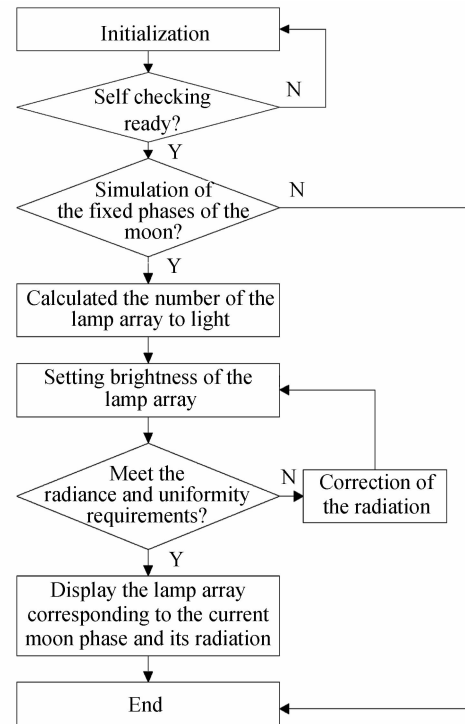 Initialization
Self checking
ready?
N
Y
Simulation of
the fixed phases of the
moon?
N
Y
Calculated the number of the
lamp array to light
Setting brightness of the
lamp array
Meet the
radiance and uniformity
requirements?
N
Correction of
the radiation
Y
Display the lamp array
corresponding to the current
moon phase and its radiation
End